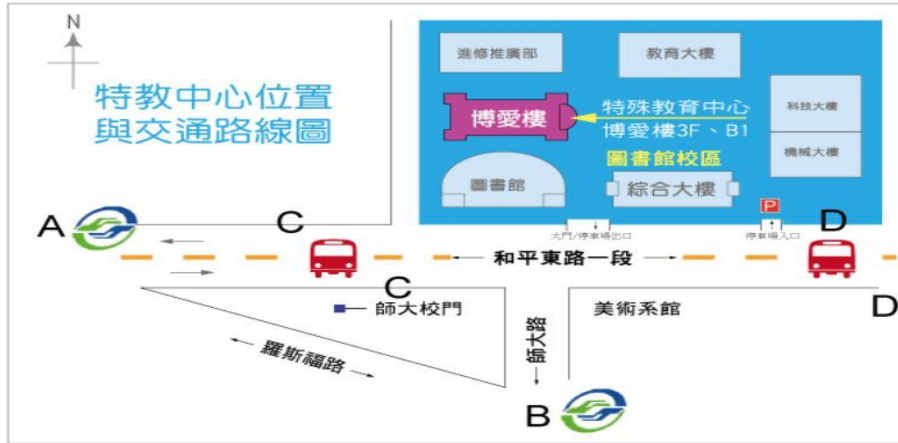 N
特教中心位置
與交通路線圖
進修推廣部
教育大樓
博愛樓
特殊教育中心
博愛樓3F、B1
科技大樓
機械大樓
圖書館校區
圖書館
綜合大樓
P
A
C
大門/停車場出口
停車場入口
D
和平東路一段
C
師大校門
美術系館
D
羅斯福路
師大路
B